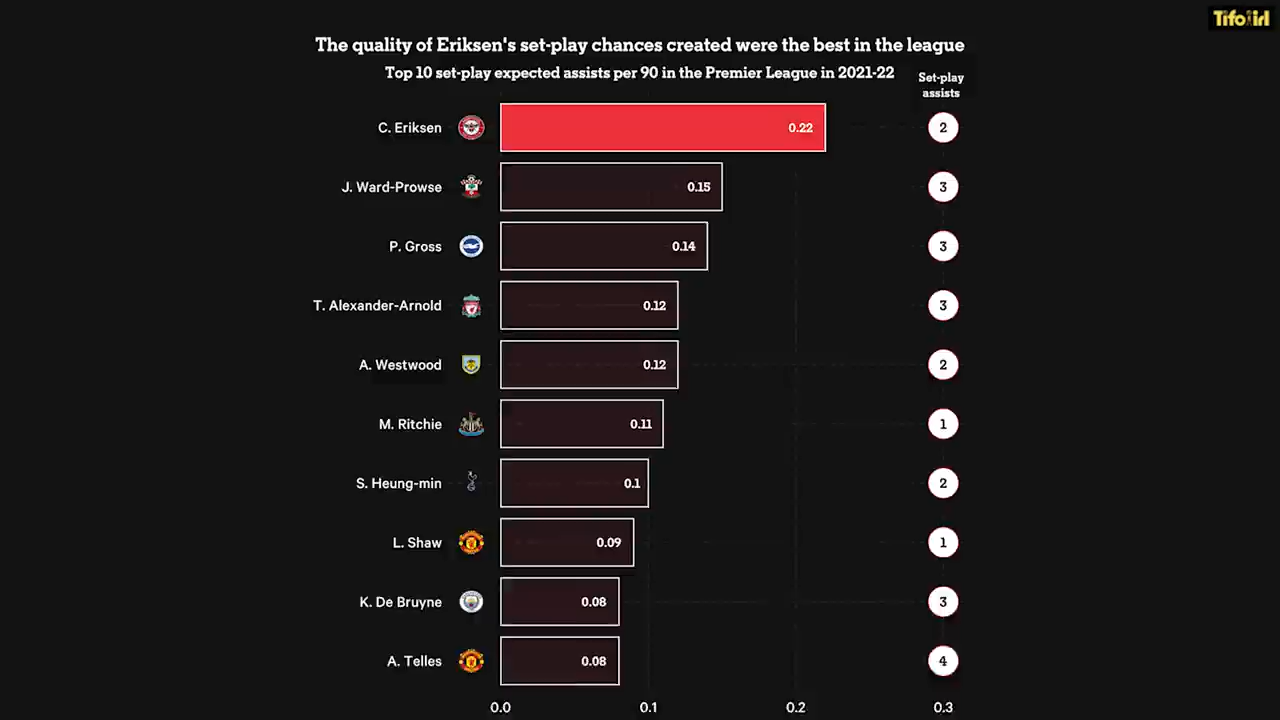 Tifo irl
The quality of Eriksen's set-play chances created were the best in the league
Top 10 set-play expected assists per 90 in the Premier League in 2021-22
Set-play
assists
C. Eriksen 0.22 2
J. Ward-Prowse 0.15 3
P. Gross 0.14 3
T. Alexander-Arnold 0.12 3
A. Westwood 0.12 2
M. Ritchie 0.11 1
S. Heung-min 0.1 2
L. Shaw 0.09 1
K. De Bruyne 0.08 3
A. Telles 0.08 4
0.0 0.1 0.2 0.3